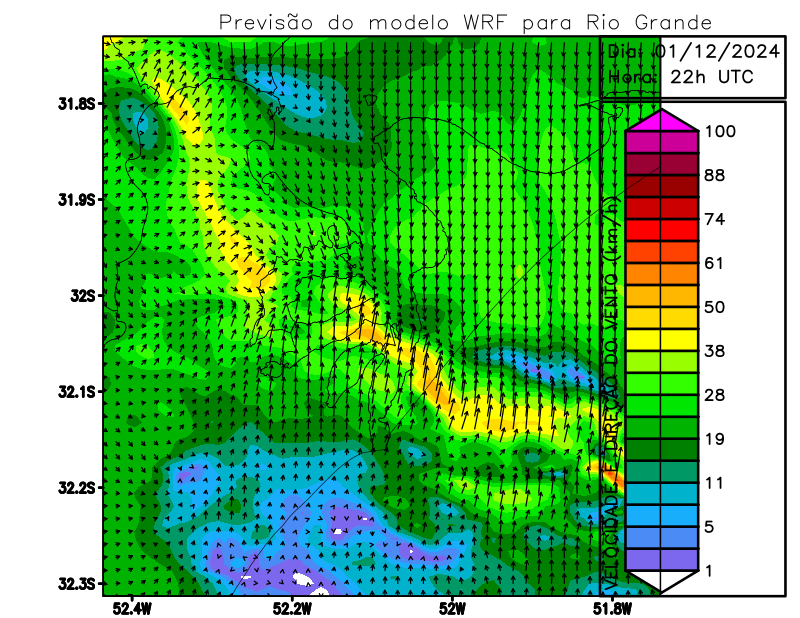 Previsão do modelo WRF para Rio Grande
Dia: 01/12/2024
Hora: 22h UTC
31.8S
31.9S
32S
32.1S
32.2S
32.3S
52.4W
52.2W
52W
51.8W
VELOCIDADE E DIREÇÃO DO VENTO (km/h)
100
88
74
61
50
38
28
19
11
5
1